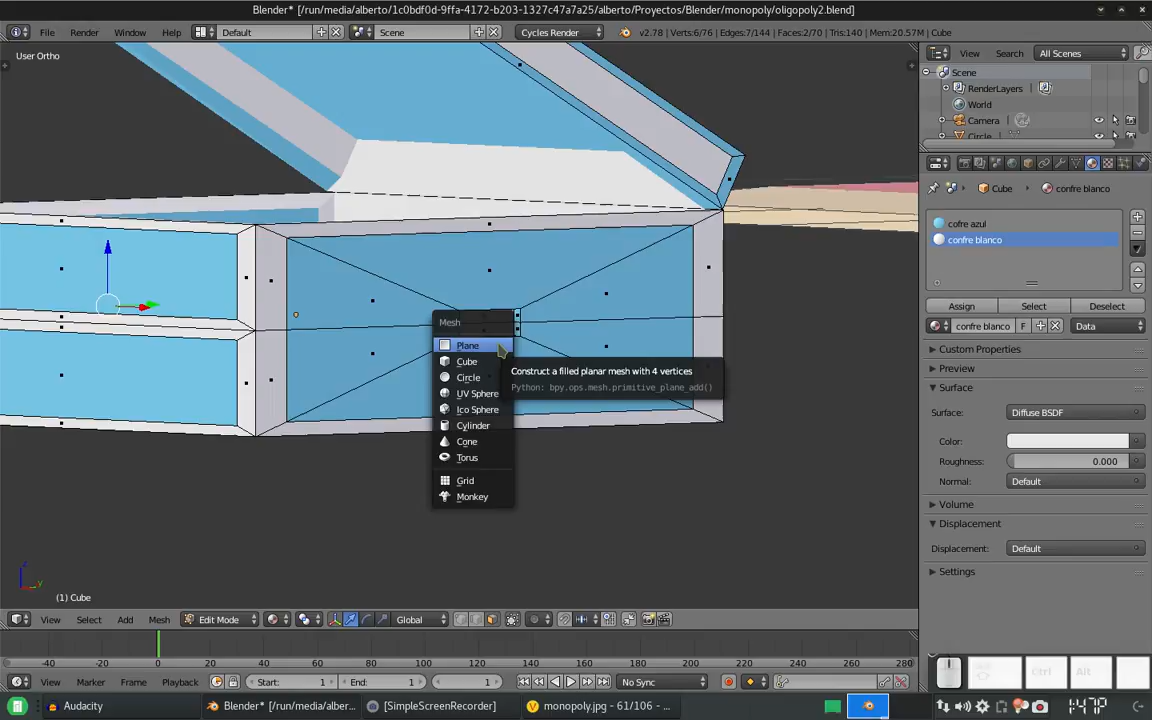 Blender* [/run/media/alberto/1c0bdf0d-9ffa-4172-b203-1327c47a7a25/alberto/Proyectos/Blender/monopoly/oligopoly2.blend]
File Render Window Help Default Scene Cycles Render v2.78 | Verts:6/76 | Edges:7/144 | Faces:2/70 | Tris:140 | Mem:20.57M | Cube
User Ortho
View Search All Scenes
Scene
RenderLayers
World
Camera
Circle
Cube confre blanco
cofre azul
confre blanco
Assign Select Deselect
confre blanco F Data
Custom Properties
Preview
Surface
Surface: Diffuse BSDF
Color:
Roughness: 0.000
Normal: Default
Volume
Displacement
Displacement: Default
Settings
Mesh
Plane
Cube
Circle
UV Sphere
Ico Sphere
Cylinder
Cone
Torus
Grid
Monkey
Construct a filled planar mesh with 4 vertices
Python: bpy.ops.mesh.primitive_plane_add()
z
y
(1) Cube
View Select Add Mesh Edit Mode Global
-40 -20 0 20 40 60 80 100 120 140 160 180 200 220 240 260 280
View Marker Frame Playback Start: 1 End: 1 1 No Sync
Ctrl Alt
Audacity Blender* [/run/media/alber... [SimpleScreenRecorder] monopoly.jpg - 61/106 - ...